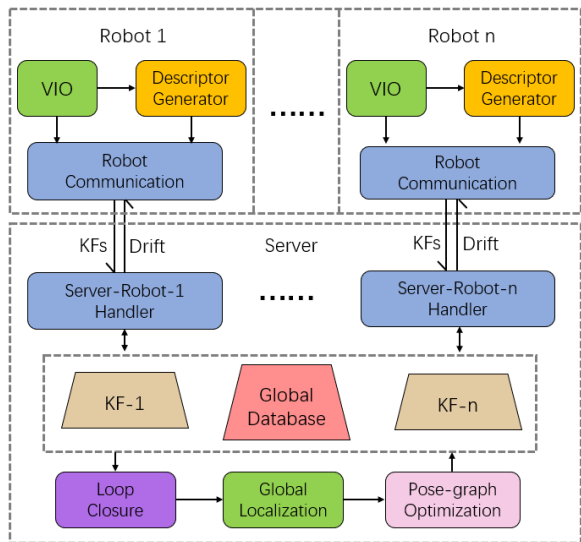 Robot 1
Robot n
VIO
Descriptor
Generator
......
VIO
Descriptor
Generator
Robot
Communication
Robot
Communication
KFs
Drift
Server
KFs
Drift
Server-Robot-1
Handler
......
Server-Robot-n
Handler
KF-1
Global
Database
KF-n
Loop
Closure
Global
Localization
Pose-graph
Optimization